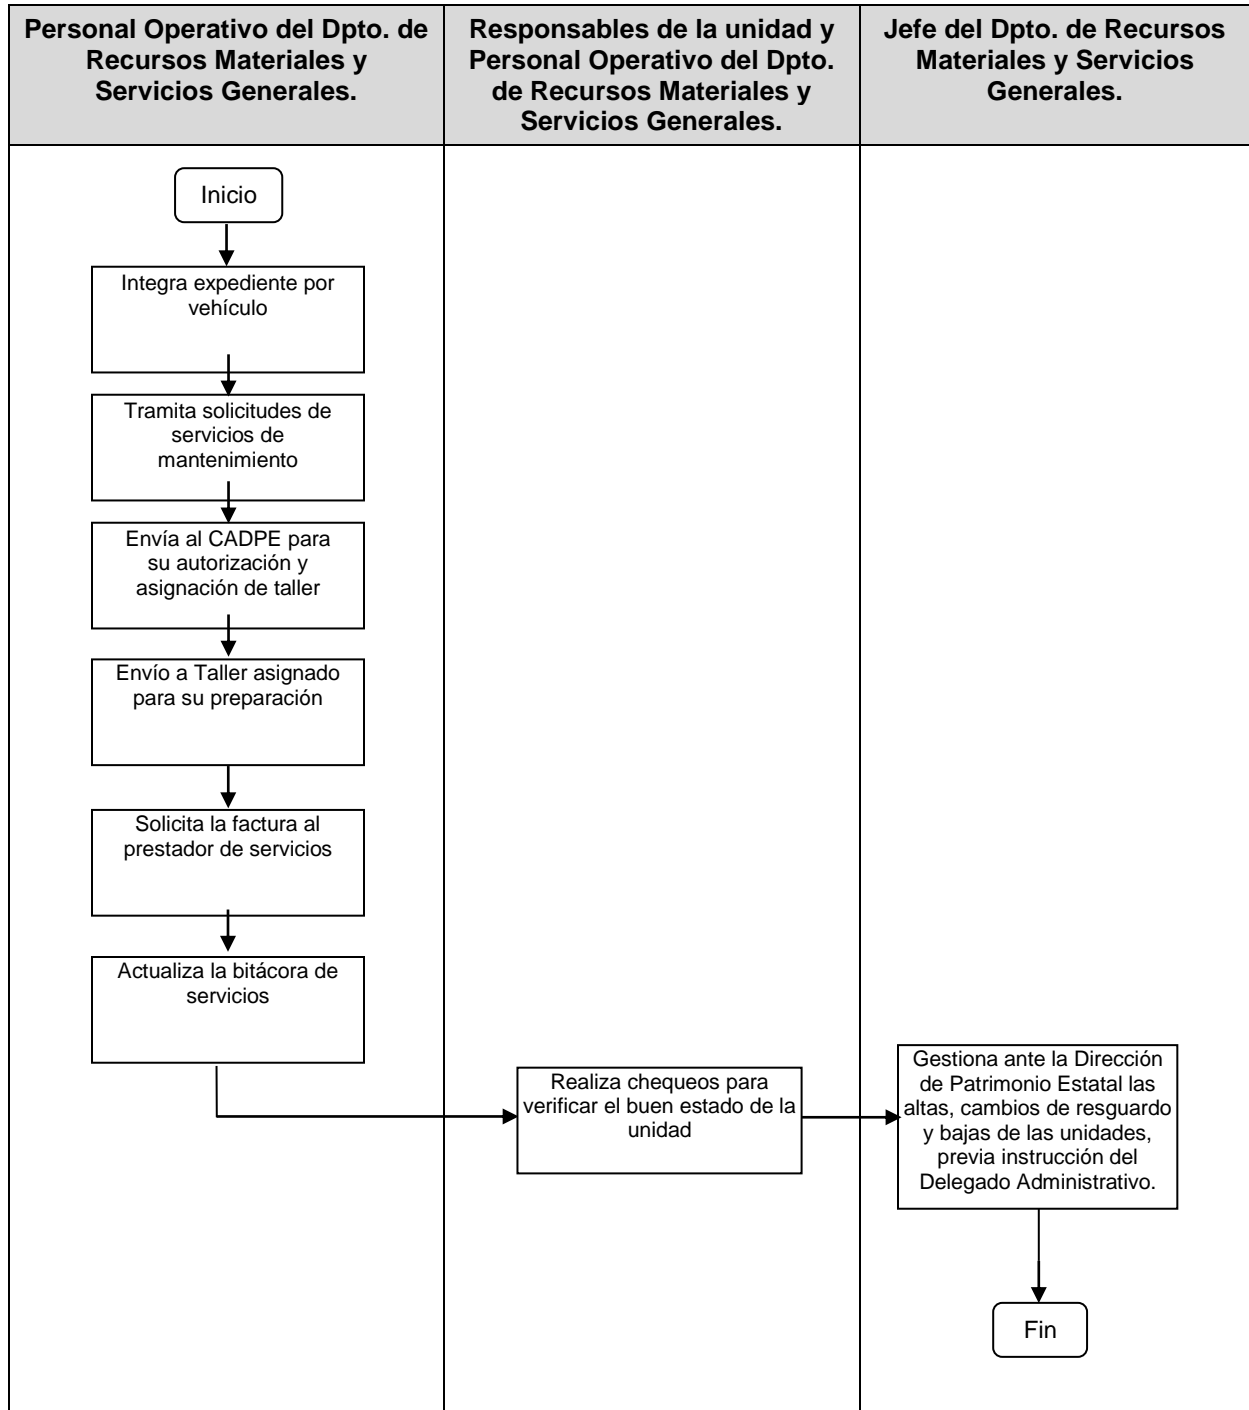 Personal Operativo del Dpto. de
Recursos Materiales y
Servicios Generales.
Responsables de la unidad y
Personal Operativo del Dpto.
de Recursos Materiales y
Servicios Generales.
Jefe del Dpto. de Recursos
Materiales y Servicios
Generales.
Inicio
Integra expediente por
vehículo
Tramita solicitudes de
servicios de
mantenimiento
Envía al CADPE para
su autorización y
asignación de taller
Envío a Taller asignado
para su preparación
Solicita la factura al
prestador de servicios
Actualiza la bitácora de
servicios
Realiza chequeos para
verificar el buen estado de la
unidad
Gestiona ante la Dirección
de Patrimonio Estatal las
altas, cambios de resguardo
y bajas de las unidades,
previa instrucción del
Delegado Administrativo.
Fin